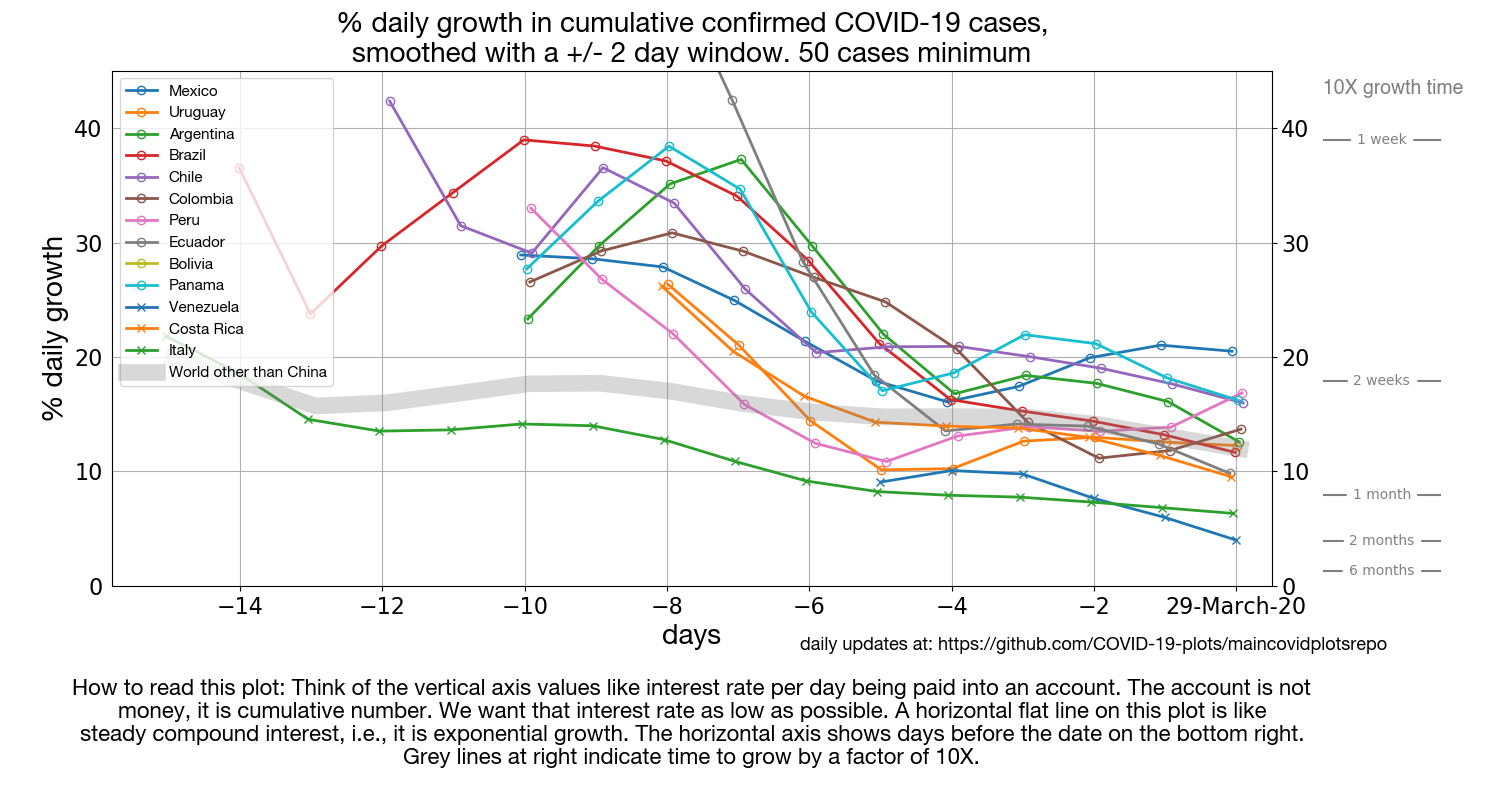 % daily growth in cumulative confirmed COVID-19 cases,
smoothed with a +/- 2 day window. 50 cases minimum
10X growth time
Mexico
Uruguay
Argentina
Brazil
Chile
Colombia
Peru
Ecuador
Bolivia
Panama
Venezuela
Costa Rica
Italy
World other than China
% daily growth
40
30
20
10
0
40
30
20
10
0
1 week
2 weeks
1 month
2 months
6 months
−14
−12
−10
−8
−6
−4
−2
29-March-20
days
daily updates at: https://github.com/COVID-19-plots/maincovidplotsrepo
How to read this plot: Think of the vertical axis values like interest rate per day being paid into an account. The account is not
money, it is cumulative number. We want that interest rate as low as possible. A horizontal flat line on this plot is like
steady compound interest, i.e., it is exponential growth. The horizontal axis shows days before the date on the bottom right.
Grey lines at right indicate time to grow by a factor of 10X.